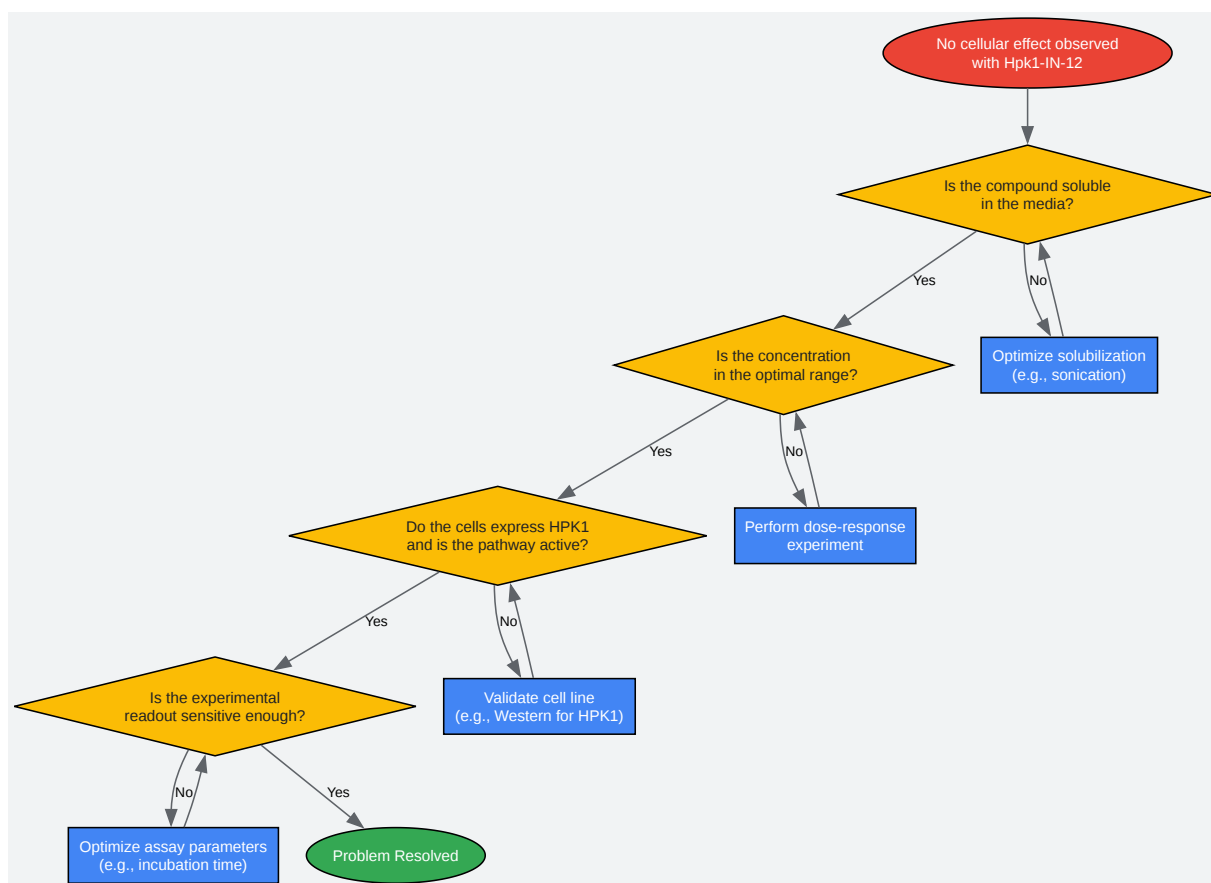 No cellular effect observed
with Hpk1-IN-12
Is the compound soluble
in the media?
Yes
No
Is the concentration
in the optimal range?
Optimize solubilization
(e.g., sonication)
Yes
No
Do the cells express HPK1
and is the pathway active?
Perform dose-response
experiment
Yes
No
Is the experimental
readout sensitive enough?
Validate cell line
(e.g., Western for HPK1)
No
Yes
Optimize assay parameters
(e.g., incubation time)
Problem Resolved